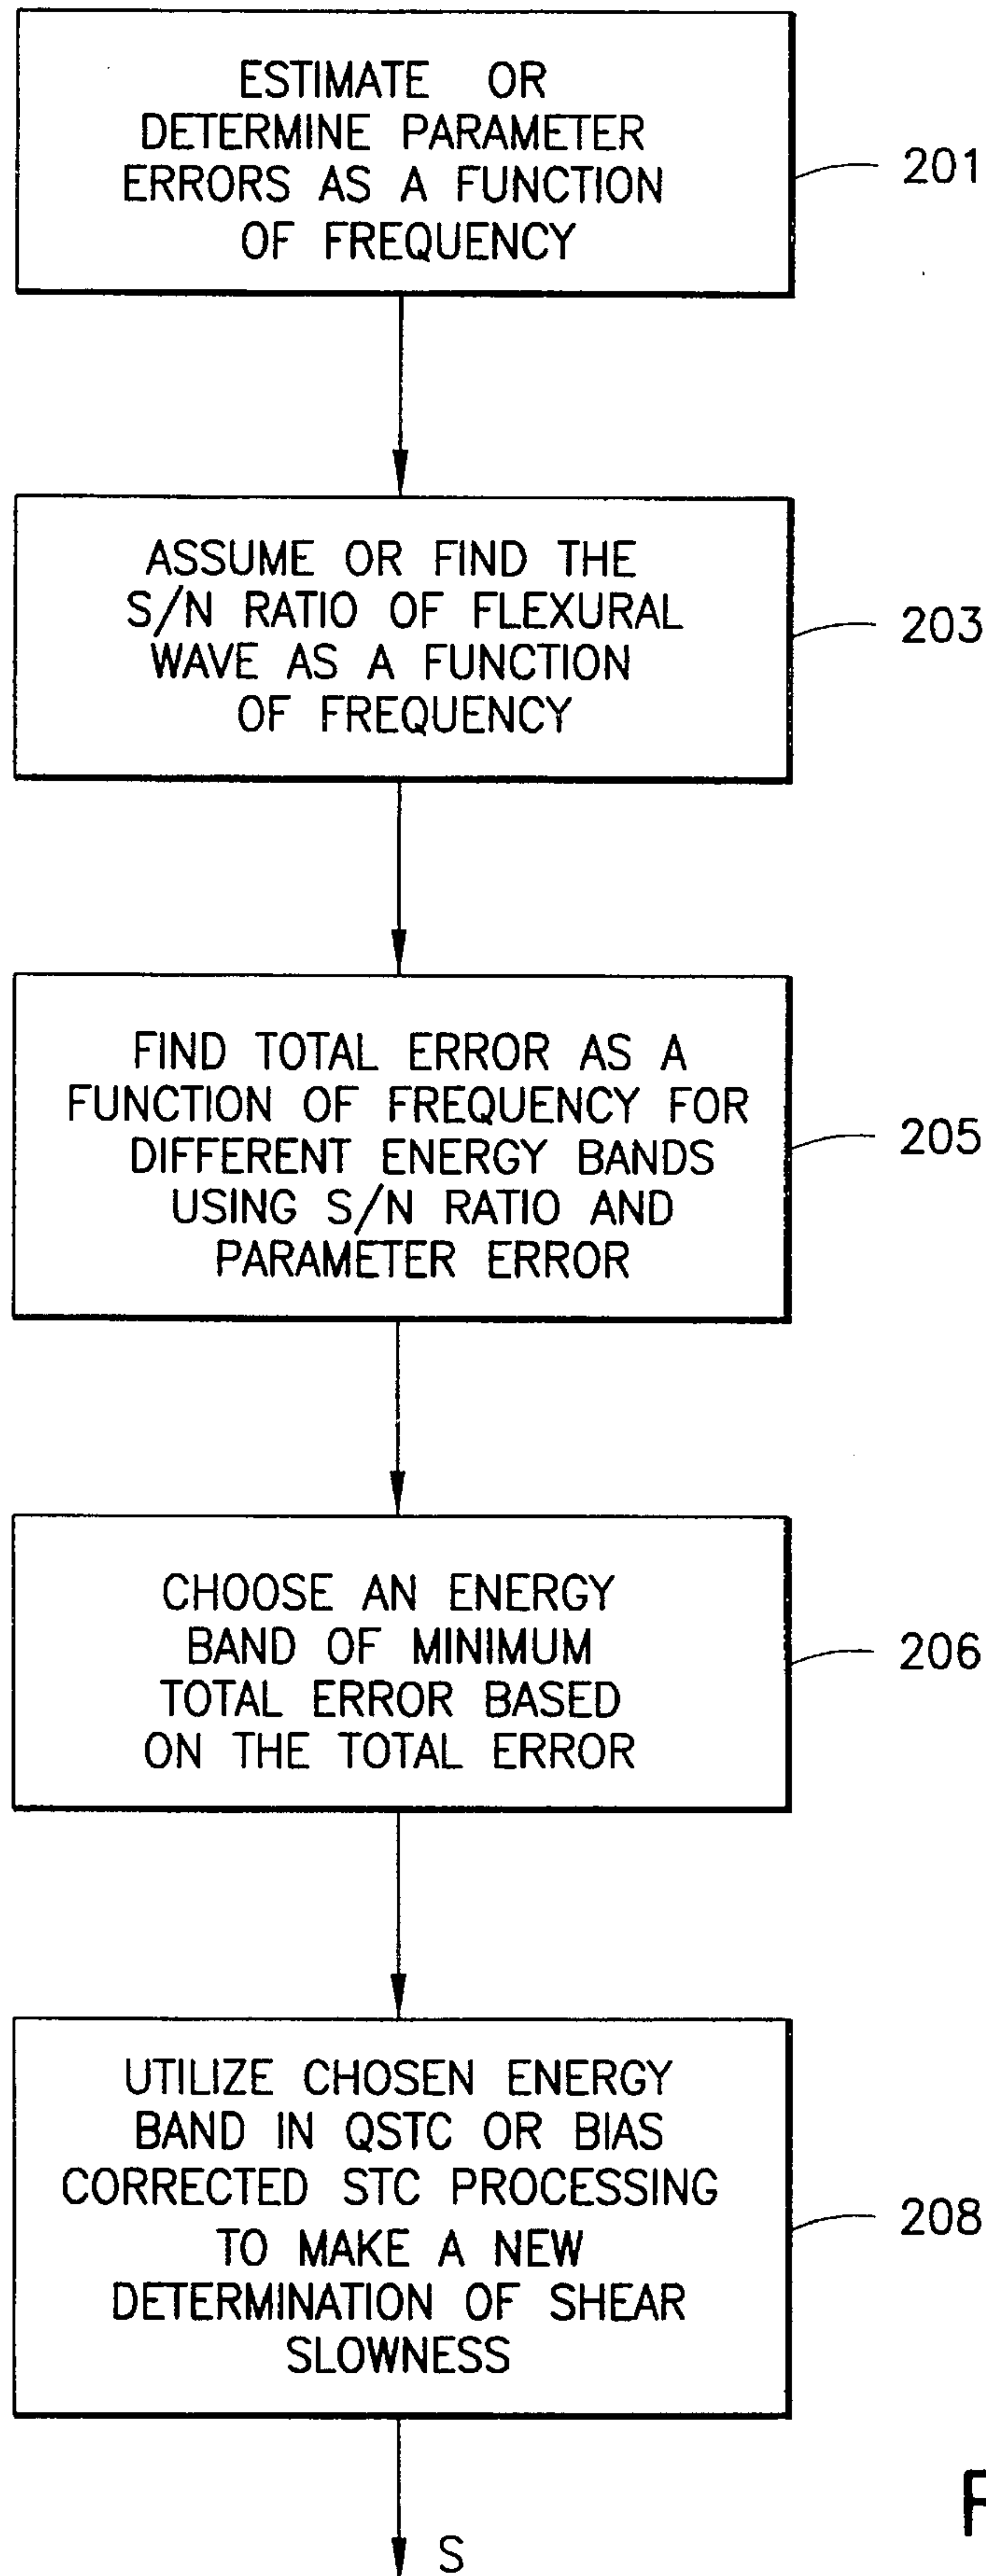 ESTIMATE OR
DETERMINE PARAMETER
ERRORS AS A FUNCTION
OF FREQUENCY
201
ASSUME OR FIND THE
S/N RATIO OF FLEXURAL
WAVE AS A FUNCTION
OF FREQUENCY
203
FIND TOTAL ERROR AS A
FUNCTION OF FREQUENCY FOR
DIFFERENT ENERGY BANDS
USING S/N RATIO AND
PARAMETER ERROR
205
CHOOSE AN ENERGY
BAND OF MINIMUM
TOTAL ERROR BASED
ON THE TOTAL ERROR
206
UTILIZE CHOSEN ENERGY
BAND IN QSTC OR BIAS
CORRECTED STC PROCESSING
TO MAKE A NEW
DETERMINATION OF SHEAR
SLOWNESS
208
S